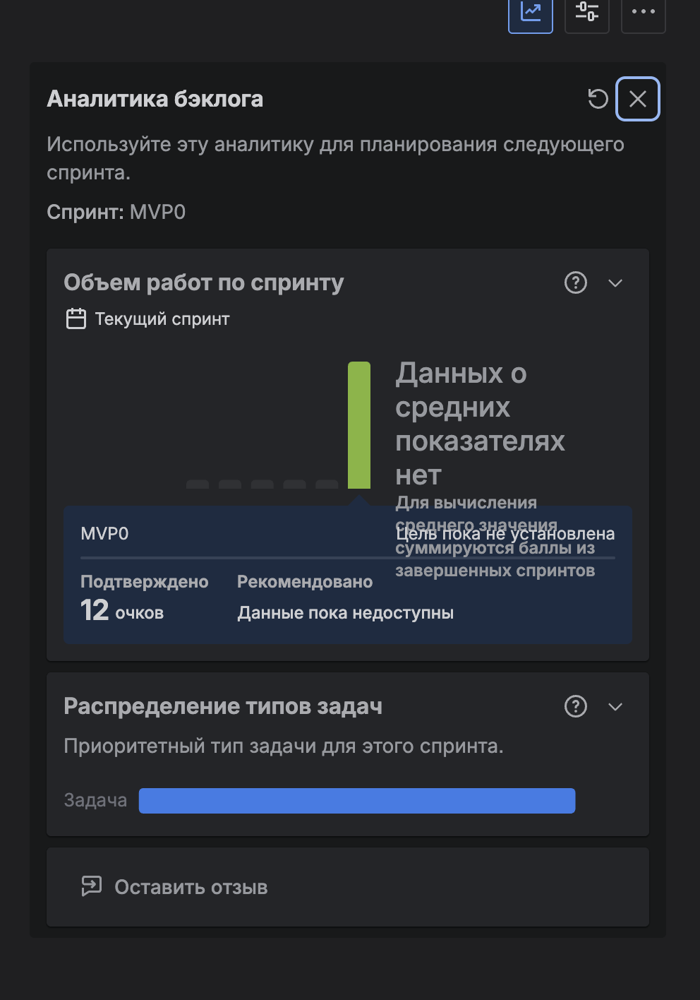 Аналитика бэклога
Используйте эту аналитику для планирования следующего
спринта.
Спринт: MVP0
Объем работ по спринту
Текущий спринт
Данных о
средних
показателях
нет
Для вычисления
среднего значения
суммируются баллы из
завершенных спринтов
MVP0
Цель пока не установлена
Подтверждено
12 очков
Рекомендовано
Данные пока недоступны
Распределение типов задач
Приоритетный тип задачи для этого спринта.
Задача
Оставить отзыв